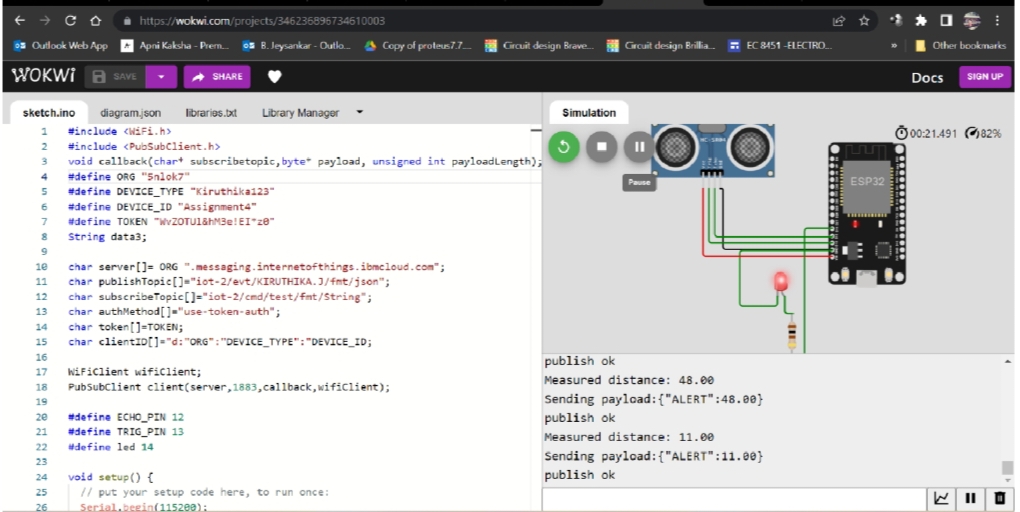 https://wokwi.com/projects/346236896734610003
Outlook Web App
Apni Kaksha - Prem...
B. Jeysankar - Outlo...
Copy of proteus7.7....
Circuit design Brave...
Circuit design Brillia...
EC 8451 -ELECTRO...
»
Other bookmarks
WOKWi
SAVE
SHARE
Docs
SIGN UP
sketch.ino
diagram.json
libraries.txt
Library Manager
Simulation
1 #include <WiFi.h>
2 #include <PubSubClient.h>
3 void callback(char* subscribetopic,byte* payload, unsigned int payloadLength);
4 #define ORG "5nlok7"
5 #define DEVICE_TYPE "Kiruthika123"
6 #define DEVICE_ID "Assignment4"
7 #define TOKEN
8 String data3;
9
10 char server[]= ORG ".messaging.internetofthings.ibmcloud.com";
11 char publishTopic[]="iot-2/evt/KIRUTHIKA.J/fmt/json";
12 char subscribeTopic[]="iot-2/cmd/test/fmt/String";
13 char authMethod[]="use-token-auth";
14 char token[]=TOKEN;
15 char clientID[]="d:"ORG":"DEVICE_TYPE":"DEVICE_ID;
16
17 WiFiClient wifiClient;
18 PubSubClient client(server,1883,callback,wifiClient);
19
20 #define ECHO_PIN 12
21 #define TRIG_PIN 13
22 #define led 14
23
24 void setup() {
25 // put your setup code here, to run once:
26 Serial.begin(115200);
00:21.491
82%
Pause
ESP32
publish ok
Measured distance: 48.00
Sending payload:{"ALERT":48.00}
publish ok
Measured distance: 11.00
Sending payload:{"ALERT":11.00}
publish ok